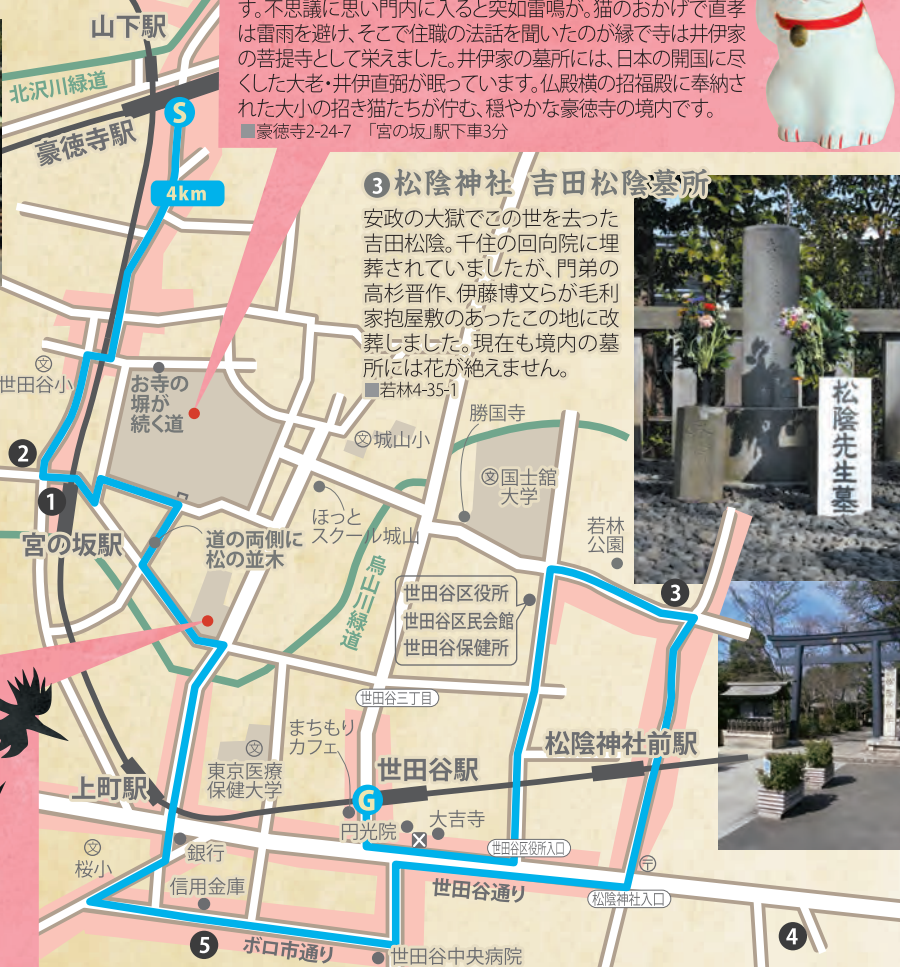 す。不思議に思い門内に入ると突如雷鳴が。猫のおかげで直孝
は雷雨を避け、そこで住職の法話を聞いたのが縁で寺は井伊家
の菩提寺として栄えました。井伊家の墓所には、日本の開国に尽
くした大老・井伊直弼が眠っています。仏殿横の招福殿に奉納さ
れた大小の招き猫たちが佇む、穏やかな豪徳寺の境内です。
■豪徳寺2-24-7 「宮の坂」駅下車3分
山下駅
北沢川緑道
S
豪徳寺駅
4km
3 松陰神社 吉田松陰墓所
安政の大獄でこの世を去った
吉田松陰。千住の回向院に埋
葬されていましたが、門弟の
高杉晋作、伊藤博文らが毛利
家抱屋敷のあったこの地に改
葬しました。現在も境内の墓
所には花が絶えません。
■若林4-35-1
松陰先生墓
文
世田谷小
お寺の
塀が
続く道
2
1
宮の坂駅
文城山小
勝国寺
文国士舘
大学
ほっと
スクール城山
道の両側に
松の並木
若林
公園
烏山川緑道
世田谷区役所
世田谷区民会館
世田谷保健所
3
世田谷三丁目
まちもり
カフェ
文
東京医療
保健大学
世田谷駅
松陰神社前駅
上町駅
G
円光院
大吉寺
世田谷区役所入口
文
桜小
銀行
信用金庫
世田谷通り
〒
松陰神社入口
5
ボロ市通り
世田谷中央病院
4